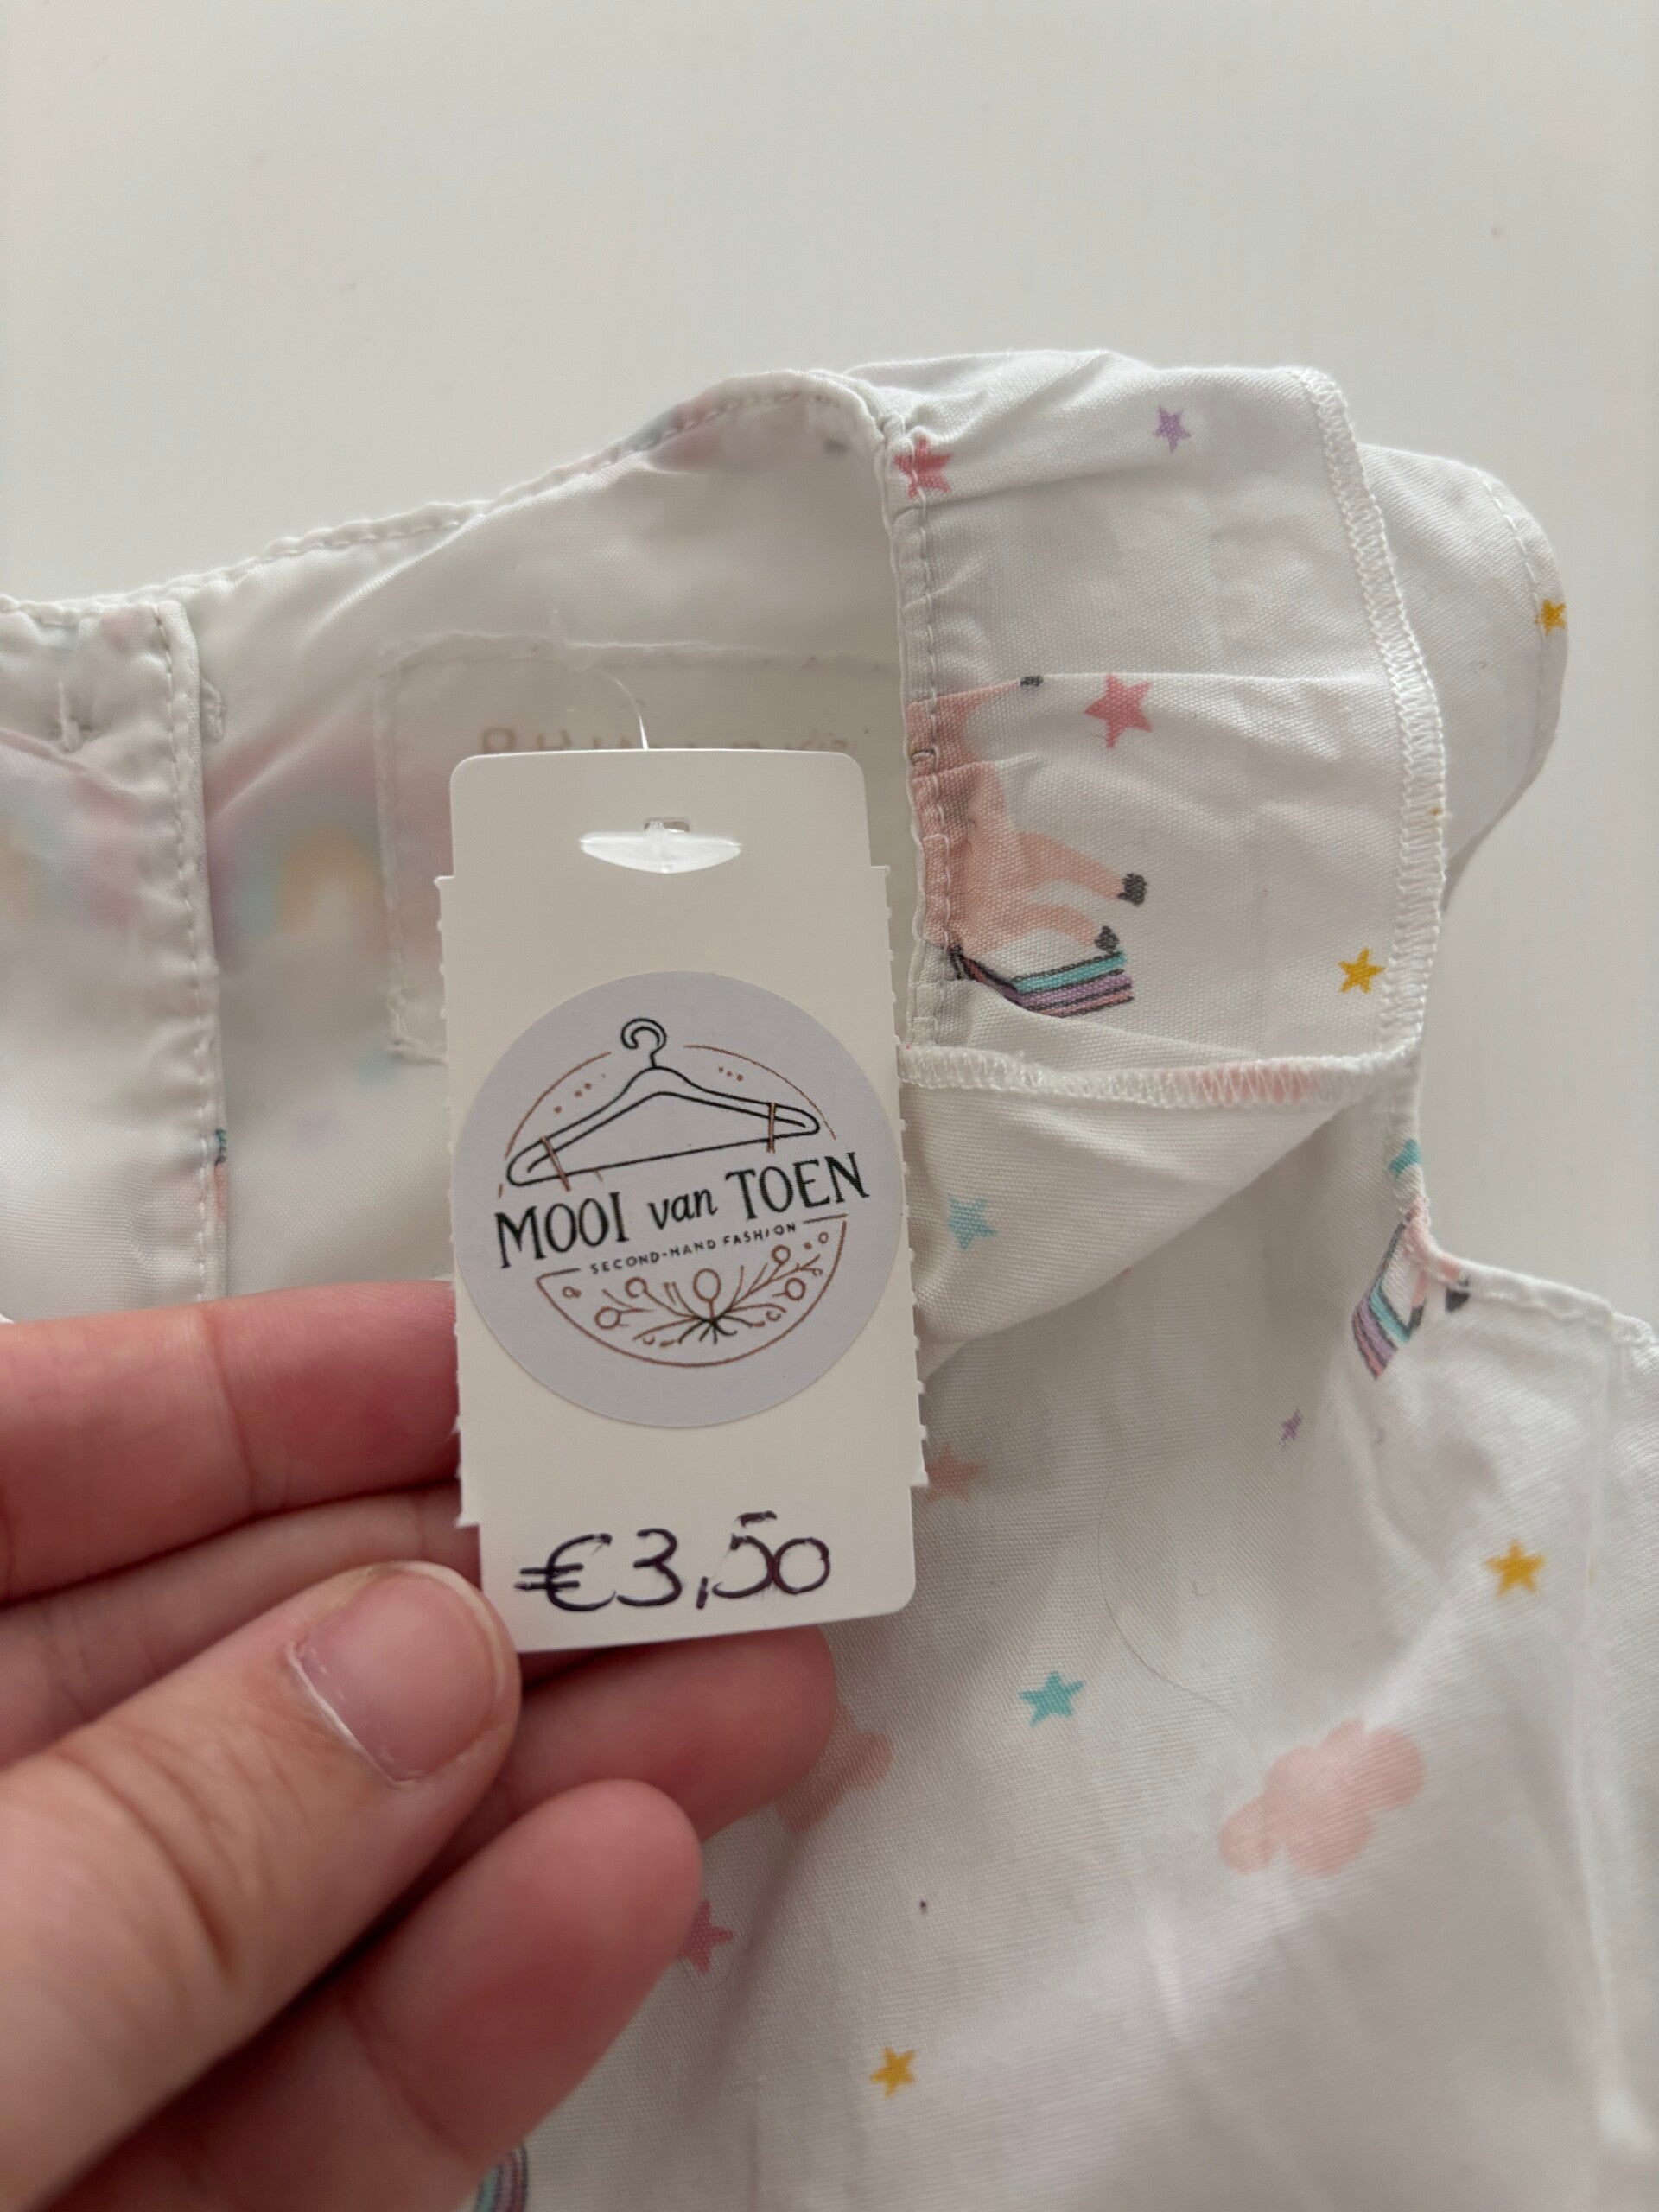 MOOI van TOEN
SECOND-HAND FASHION
€3,50